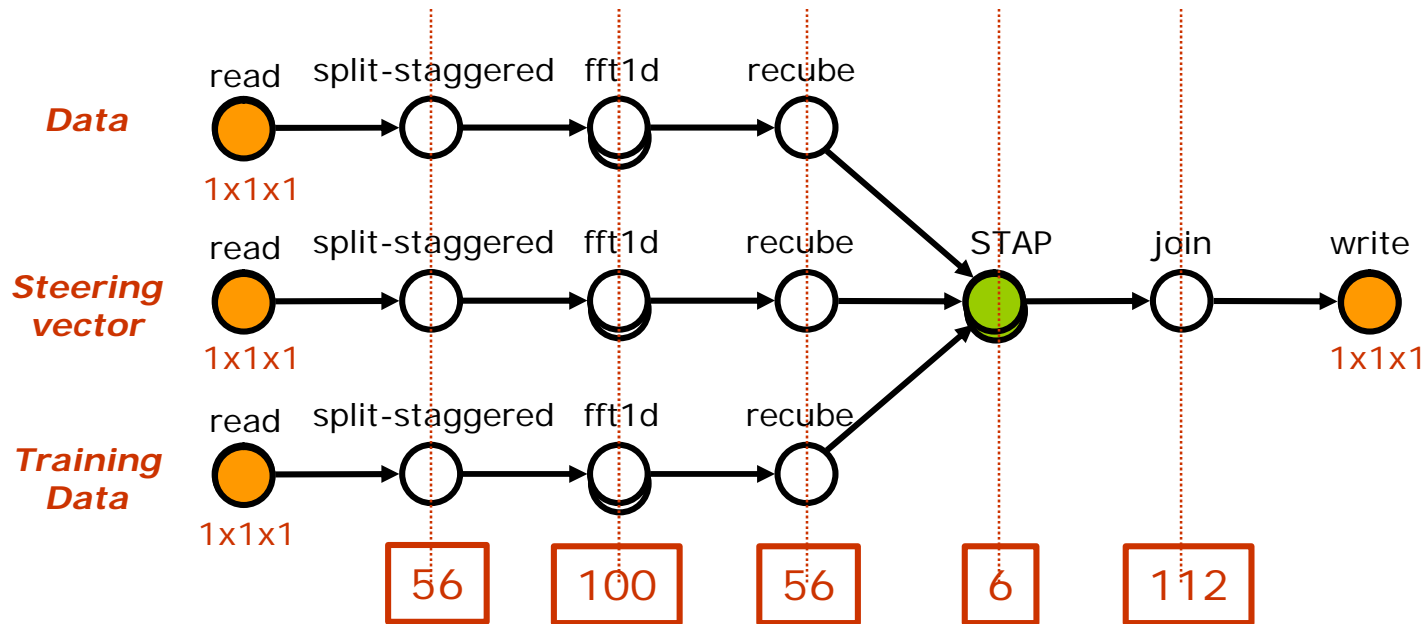 read split-staggered fft1d recube
Data
1x1x1
read split-staggered fft1d recube STAP join write
Steering
vector
1x1x1 1x1x1
read split-staggered fft1d recube
Training
Data
1x1x1
56 100 56 6 112